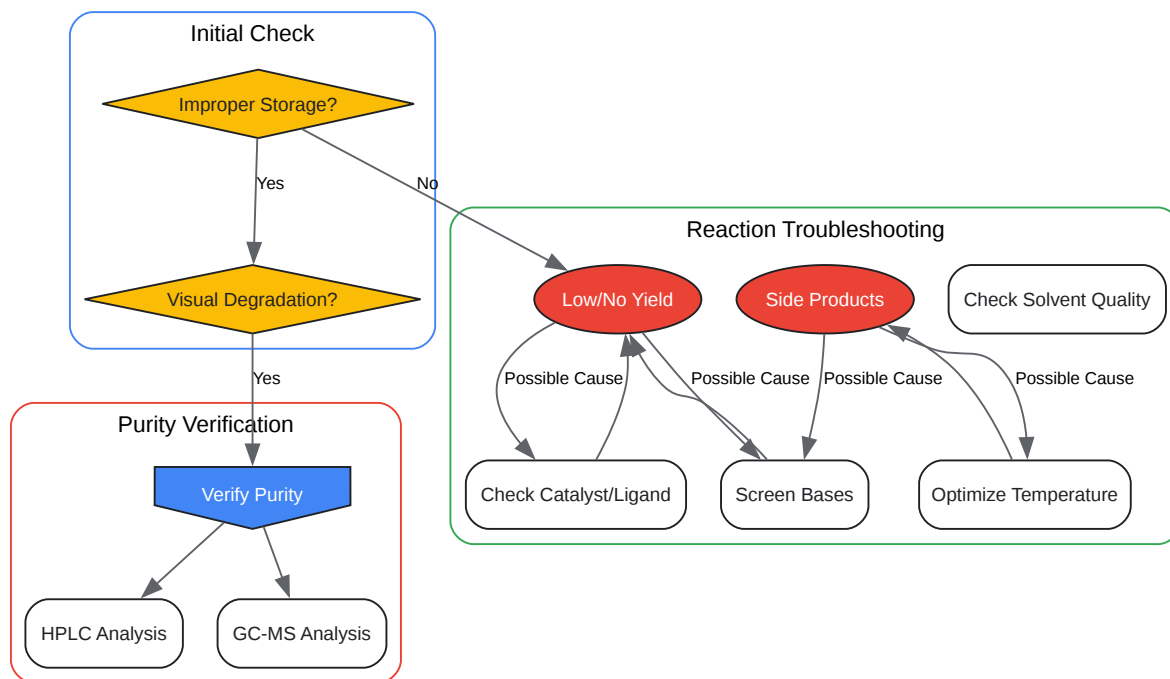 Initial Check
Improper Storage?
Yes
No
Visual Degradation?
Yes
Purity Verification
Verify Purity
HPLC Analysis
GC-MS Analysis
Reaction Troubleshooting
Low/No Yield
Side Products
Check Solvent Quality
Possible Cause
Possible Cause
Possible Cause
Possible Cause
Check Catalyst/Ligand
Screen Bases
Optimize Temperature